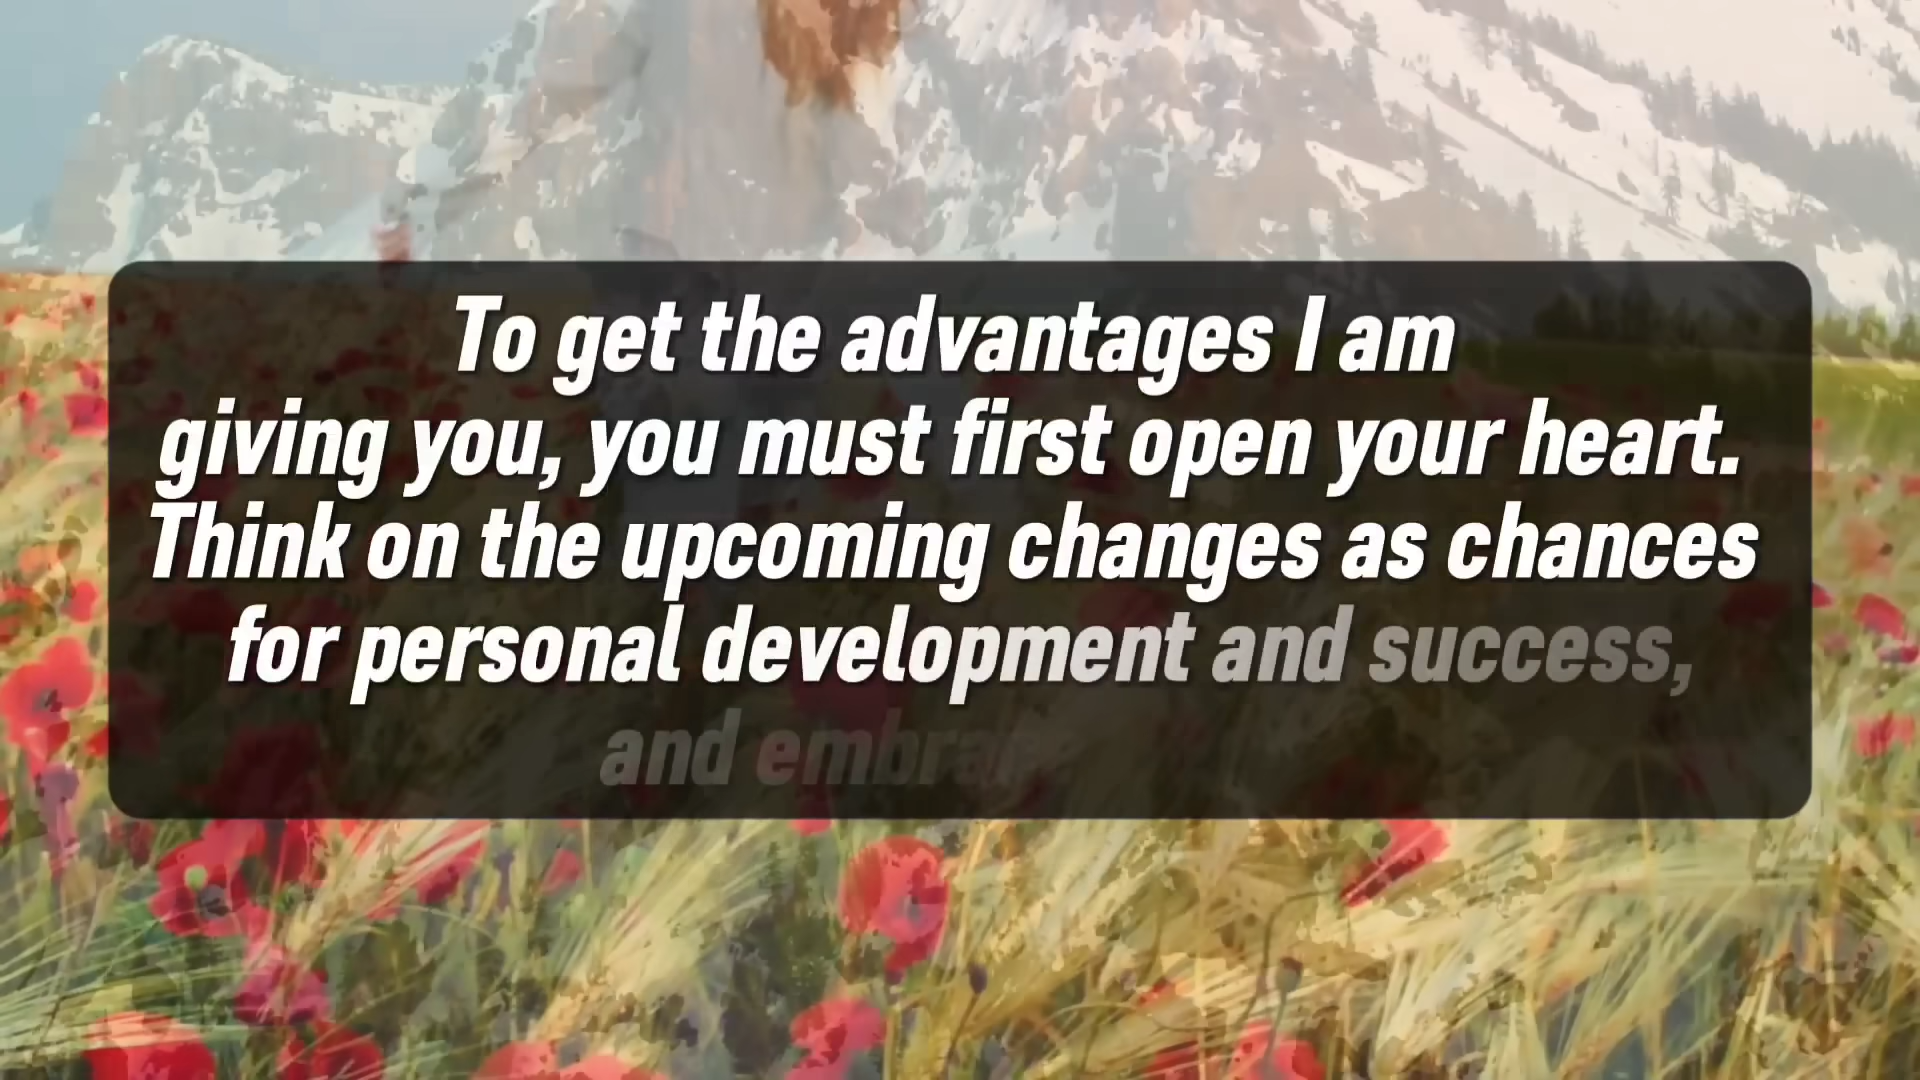 To get the advantages I am
giving you, you must first open your heart.
Think on the upcoming changes as chances
for personal development and success,
and